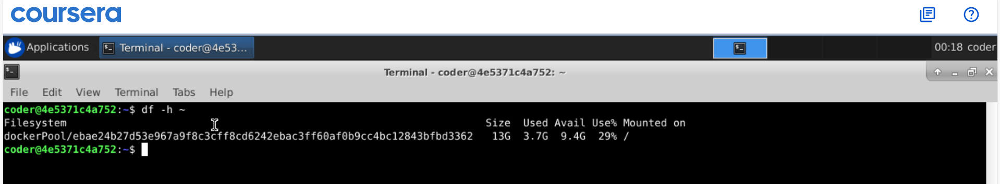 coursera
Applications Terminal - coder@4e53... 00:18 coder
Terminal - coder@4e5371c4a752: ~
File Edit View Terminal Tabs Help
coder@4e5371c4a752:~$ df -h ~
Filesystem Size Used Avail Use% Mounted on
dockerPool/ebae24b27d53e967a9f8c3cff8cd6242ebac3ff60af0b9cc4bc12843bfbd3362 13G 3.7G 9.4G 29% /
coder@4e5371c4a752:~$